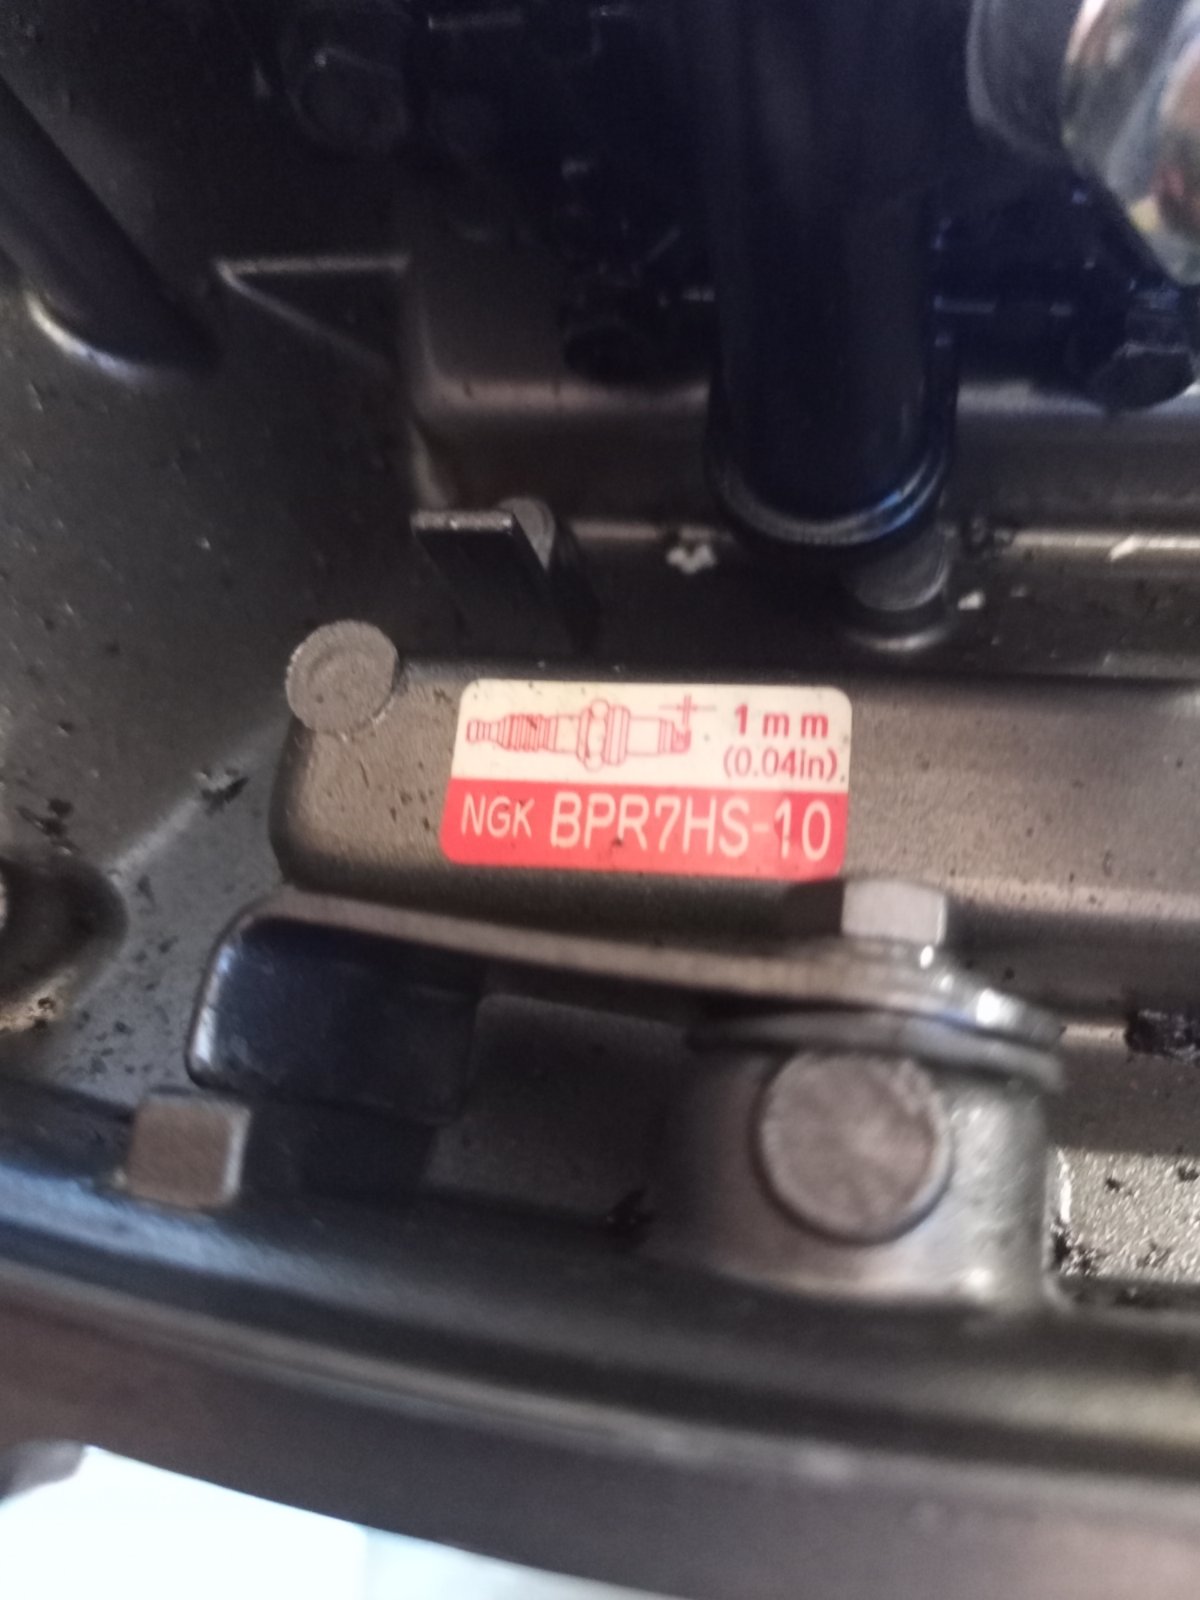 1mm
(0.04in).
NGK BPR7HS-10